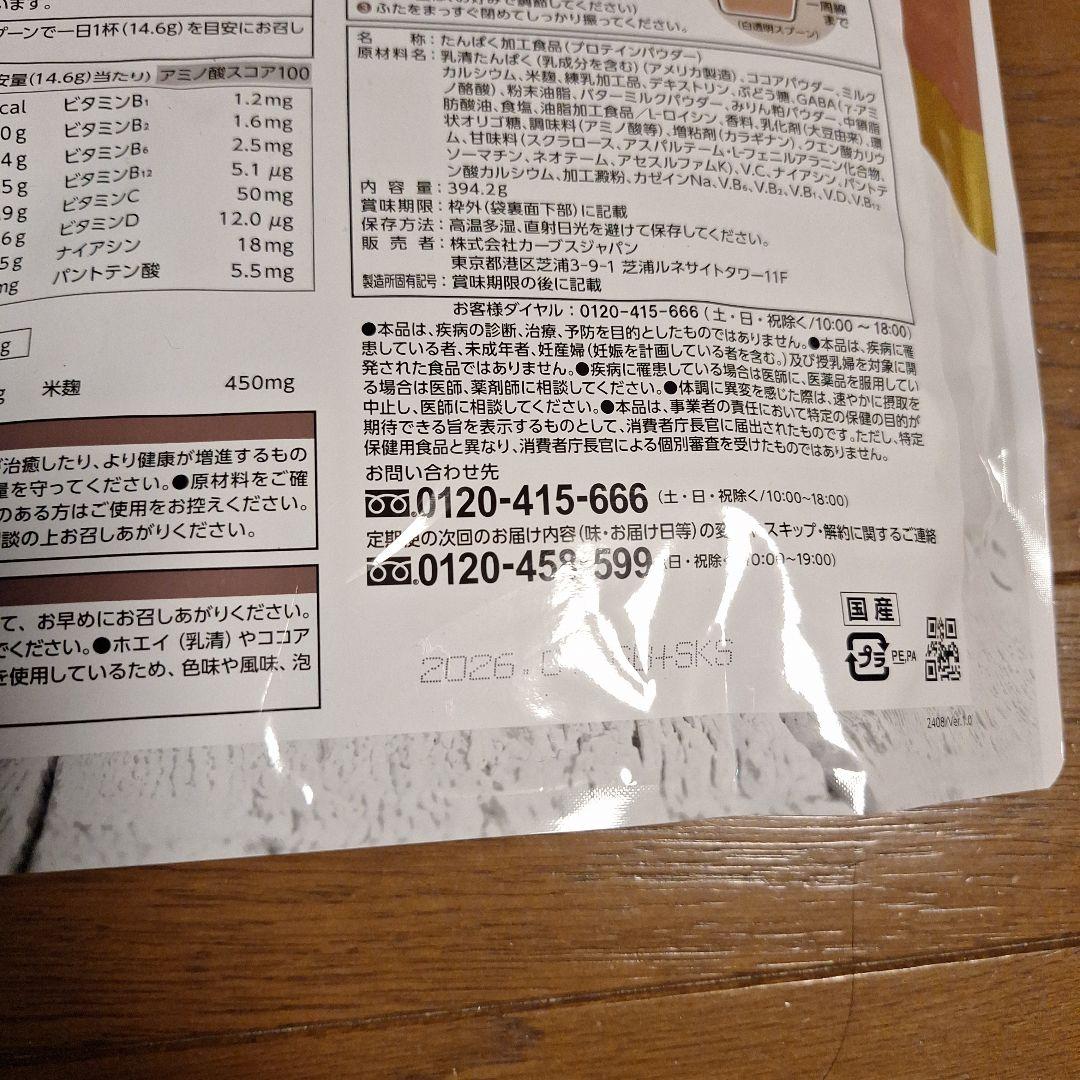 います。
プーンで一日1杯(14.6g)を目安にお召し
安量(14.6g)当たり) アミノ酸スコア100
cal ビタミンB1 1.2mg
0g ビタミンB2 1.6mg
4g ビタミンB6 2.5mg
5g ビタミンB12 5.1μg
.9g ビタミンC 50mg
6g ビタミンD 12.0μg
5g ナイアシン 18mg
mg パントテン酸 5.5mg
g
g 米麹 450mg
治癒したり、より健康が増進するもの
量を守ってください。●原材料をご確
のある方はご使用をお控えください。
談の上お召しあがりください。
て、お早めにお召しあがりください。
でください。●ホエイ(乳清)やココア
を使用しているため、色味や風味、泡
で調節してください)
❸ふたをまっすぐ閉めてしっかり振ってください。
(白透明スプーン)
一周線
まで
名 称:たんぱく加工食品(プロテインパウダー)
原材料名:乳清たんぱく(乳成分を含む)(アメリカ製造)、ココアパウダー、ミルク
カルシウム、米麹、練乳加工品、デキストリン、ぶどう糖、GABA(γ-アミ
ノ酪酸)、粉末油脂、バターミルクパウダー、みりん粕パウダー、中鎖脂
肪酸油、食塩、油脂加工食品/L-ロイシン、香料、乳化剤(大豆由来)、環
状オリゴ糖、調味料(アミノ酸等)、増粘剤(カラギナン)、クエン酸カリウ
ム、甘味料(スクラロース、アスパルテーム・L-フェニルアラニン化合物、
ソーマチン、ネオテーム、アセスルファムK)、V.C、ナイアシン、パントテ
ン酸カルシウム、加工澱粉、カゼインNa、V.B6、V.B2、V.B1、V.D、V.B12
内 容 量:394.2g
賞味期限:枠外(袋裏面下部)に記載
保存方法:高温多湿、直射日光を避けて保存してください。
販 売 者:株式会社カーブスジャパン
東京都港区芝浦3-9-1 芝浦ルネサイトタワー11F
製造所固有記号:賞味期限の後に記載
お客様ダイヤル:0120-415-666(土・日・祝除く/10:00～18:00)
●本品は、疾病の診断、治療、予防を目的としたものではありません。●本品は、疾病に罹
患している者、未成年者、妊産婦(妊娠を計画している者を含む。)及び授乳婦を対象に開
発された食品ではありません。●疾病に罹患している場合は医師に、医薬品を服用してい
る場合は医師、薬剤師に相談してください。●体調に異変を感じた際は、速やかに摂取を
中止し、医師に相談してください。●本品は、事業者の責任において特定の保健の目的が
期待できる旨を表示するものとして、消費者庁長官に届出されたものです。ただし、特定
保健用食品と異なり、消費者庁長官による個別審査を受けたものではありません。
お問い合わせ先
0120-415-666(土・日・祝除く/10:00~18:00)
定期便の次回のお届け内容(味・お届け日等)の変 スキップ・解約に関するご連絡
0120-458-599 日・祝除く 10:00~19:00)
国産
プラ PE,PA
2026. +SKS
2408/Ver.1.0